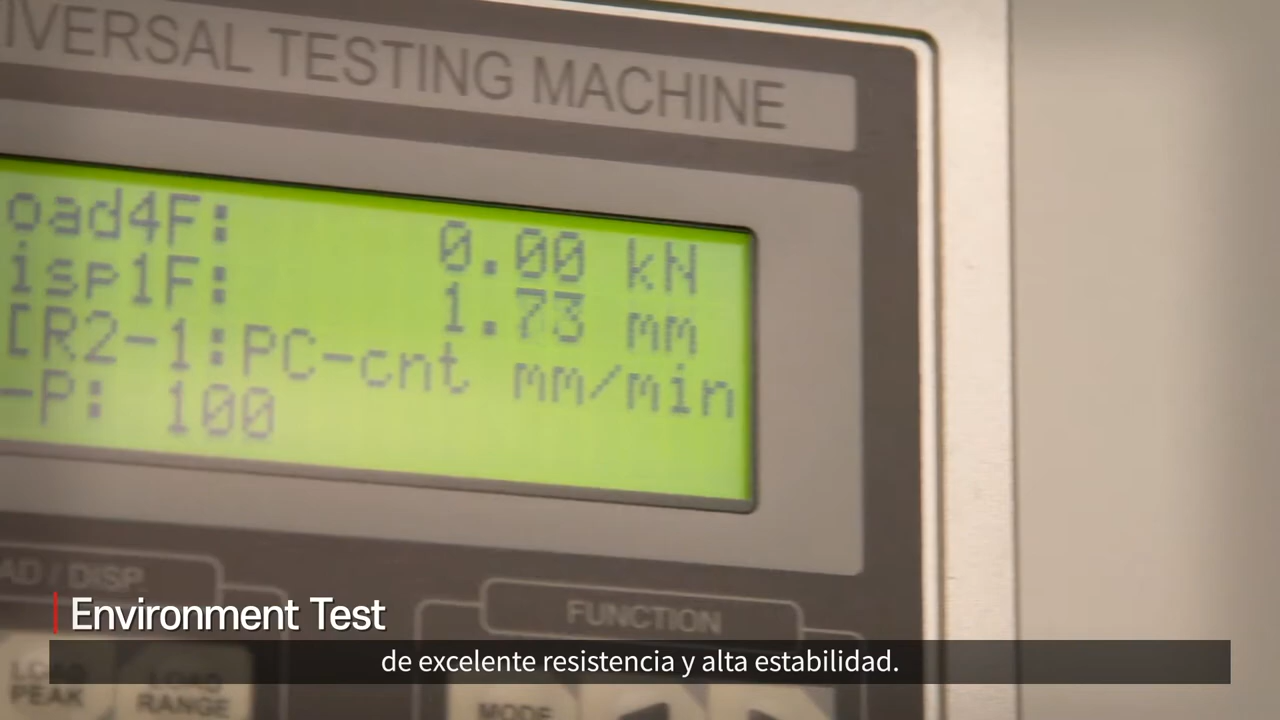 IVERSAL TESTING MACHINE
oad4F: 0.00 kN
isp1F: 1.73 mm
[R2-1:PC-cnt mm/min
-P: 100
AD / DISP
FUNCTION
Environment Test
de excelente resistencia y alta estabilidad.
LOAD PEAK
LOAD RANGE
MODE